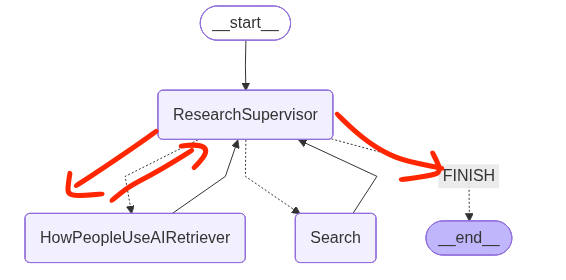 __start__
ResearchSupervisor
FINISH
HowPeopleUseAIRetriever
Search
__end__